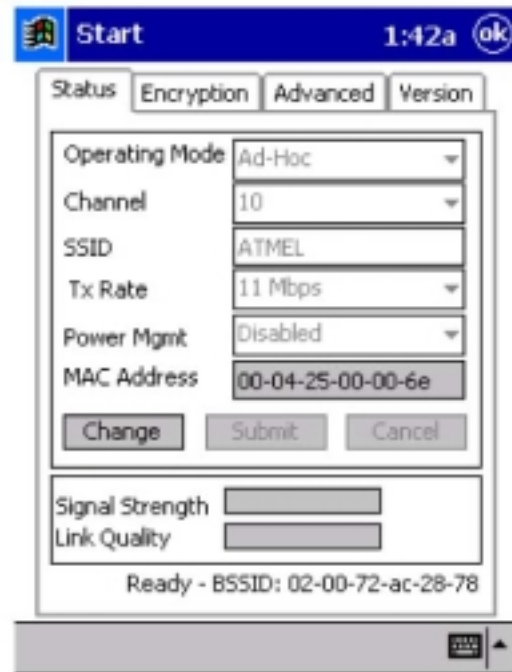 Start 1:42a ok
Status Encryption Advanced Version
Operating Mode Ad-Hoc
Channel 10
SSID ATMEL
Tx Rate 11 Mbps
Power Mgmt Disabled
MAC Address 00-04-25-00-00-6e
Change Submit Cancel
Signal Strength
Link Quality
Ready - BSSID: 02-00-72-ac-28-78